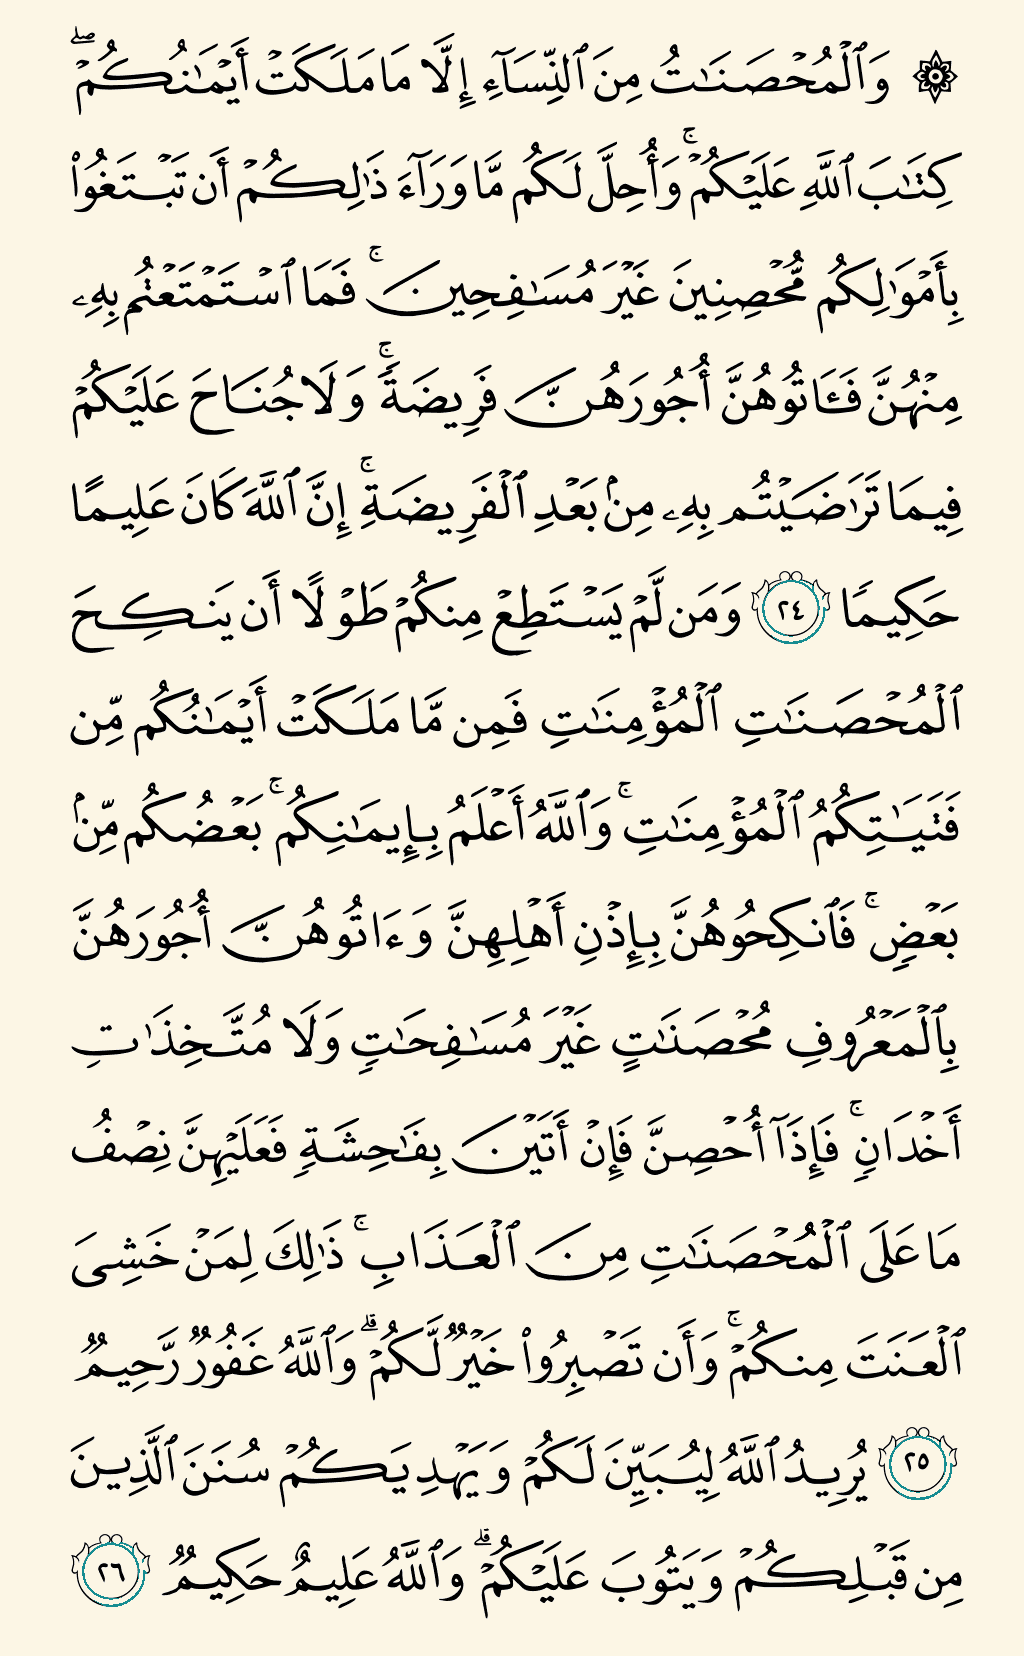 ۞ وَٱلْمُحْصَنَـٰتُ مِنَ ٱلنِّسَآءِ إِلَّا مَا مَلَكَتْ أَيْمَـٰنُكُمْ ۖ
كِتَـٰبَ ٱللَّهِ عَلَيْكُمْ ۚ وَأُحِلَّ لَكُم مَّا وَرَآءَ ذَٰلِكُمْ أَن تَبْتَغُوا۟
بِأَمْوَٰلِكُم مُّحْصِنِينَ غَيْرَ مُسَـٰفِحِينَ ۚ فَمَا ٱسْتَمْتَعْتُم بِهِۦ
مِنْهُنَّ فَـَٔاتُوهُنَّ أُجُورَهُنَّ فَرِيضَةً ۚ وَلَا جُنَاحَ عَلَيْكُمْ
فِيمَا تَرَٰضَيْتُم بِهِۦ مِنۢ بَعْدِ ٱلْفَرِيضَةِ ۚ إِنَّ ٱللَّهَ كَانَ عَلِيمًا
حَكِيمًا ٢٤ وَمَن لَّمْ يَسْتَطِعْ مِنكُمْ طَوْلًا أَن يَنكِحَ
ٱلْمُحْصَنَـٰتِ ٱلْمُؤْمِنَـٰتِ فَمِن مَّا مَلَكَتْ أَيْمَـٰنُكُم مِّن
فَتَيَـٰتِكُمُ ٱلْمُؤْمِنَـٰتِ ۚ وَٱللَّهُ أَعْلَمُ بِإِيمَـٰنِكُم ۚ بَعْضُكُم مِّنۢ
بَعْضٍ ۚ فَٱنكِحُوهُنَّ بِإِذْنِ أَهْلِهِنَّ وَءَاتُوهُنَّ أُجُورَهُنَّ
بِٱلْمَعْرُوفِ مُحْصَنَـٰتٍ غَيْرَ مُسَـٰفِحَـٰتٍ وَلَا مُتَّخِذَٰتِ
أَخْدَانٍ ۚ فَإِذَآ أُحْصِنَّ فَإِنْ أَتَيْنَ بِفَـٰحِشَةٍ فَعَلَيْهِنَّ نِصْفُ
مَا عَلَى ٱلْمُحْصَنَـٰتِ مِنَ ٱلْعَذَابِ ۚ ذَٰلِكَ لِمَنْ خَشِىَ
ٱلْعَنَتَ مِنكُمْ ۚ وَأَن تَصْبِرُوا۟ خَيْرٌ لَّكُمْ ۗ وَٱللَّهُ غَفُورٌ رَّحِيمٌ
٢٥ يُرِيدُ ٱللَّهُ لِيُبَيِّنَ لَكُمْ وَيَهْدِيَكُمْ سُنَنَ ٱلَّذِينَ
مِن قَبْلِكُمْ وَيَتُوبَ عَلَيْكُمْ ۗ وَٱللَّهُ عَلِيمٌ حَكِيمٌ ٢٦